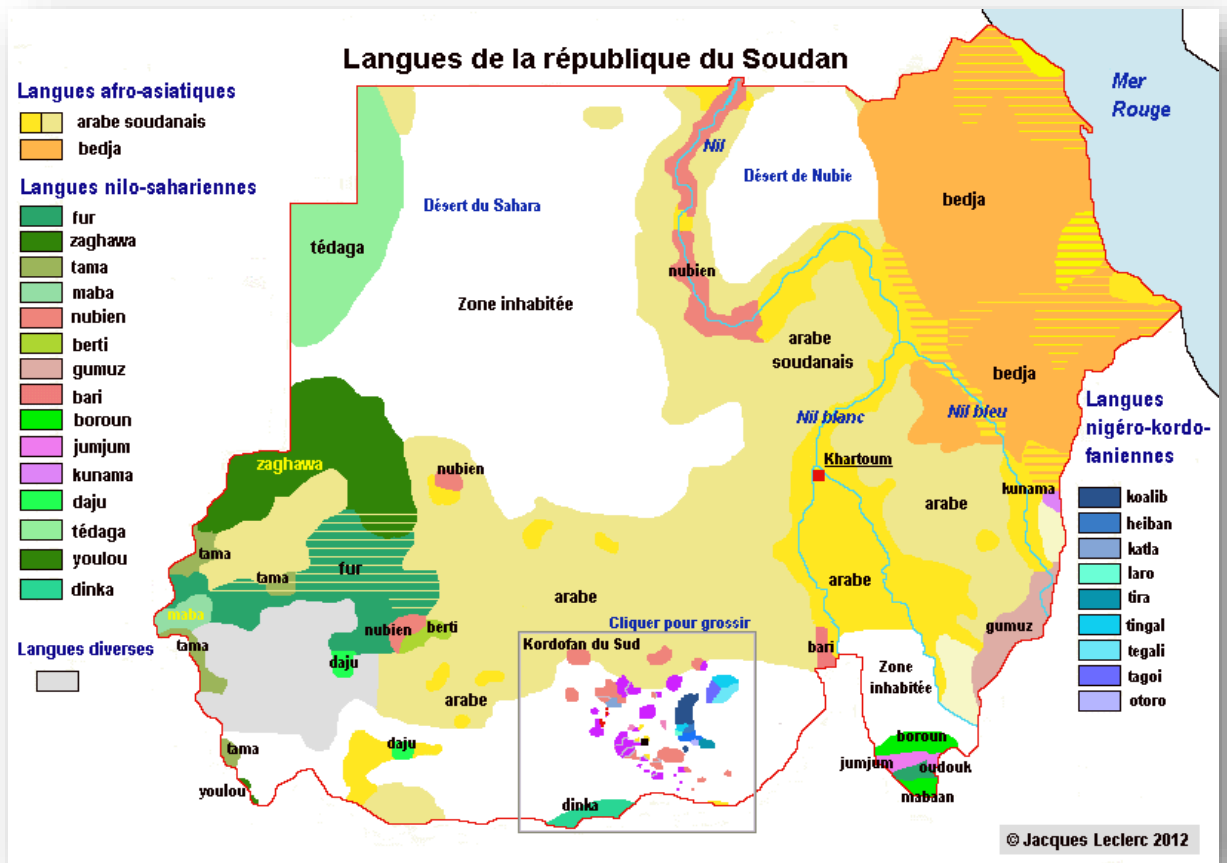 Langues de la république du Soudan
Langues afro-asiatiques
arabe soudanais
bedja
Langues nilo-sahariennes
fur
zaghawa
tama
maba
nubien
berti
gumuz
bari
boroun
jumjum
kunama
daju
tédaga
youlou
dinka
Langues diverses
Mer
Rouge
Nil
Désert de Nubie
Désert du Sahara
bedja
tédaga
nubien
Zone inhabitée
arabe
soudanais
bedja
Nil blanc
Nil bleu
Khartoum
zaghawa
nubien
kunama
arabe
tama
fur
tama
arabe
arabe
maba
nubien
berti
Cliquer pour grossir
gumuz
tama
Kordofan du Sud
bari
daju
Zone
inhabitée
arabe
tama
daju
boroun
jumjum
oudouk
youlou
mabaan
dinka
Langues
nigéro-kordo-
faniennes
koalib
heiban
katla
laro
tira
tingal
tegali
tagoi
otoro
© Jacques Leclerc 2012